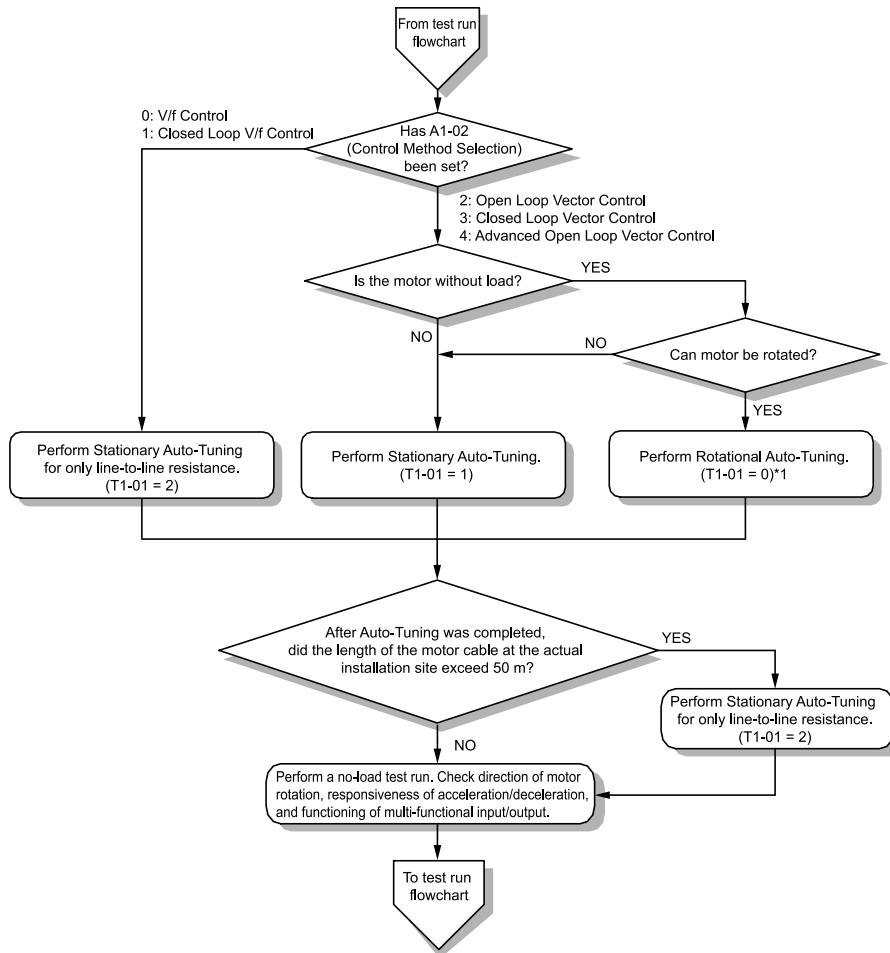 From test run
flowchart
0: V/f Control
1: Closed Loop V/f Control
Has A1-02
(Control Method Selection)
been set?
2: Open Loop Vector Control
3: Closed Loop Vector Control
4: Advanced Open Loop Vector Control
Is the motor without load?
YES
NO
NO
Can motor be rotated?
YES
Perform Stationary Auto-Tuning
for only line-to-line resistance.
(T1-01 = 2)
Perform Stationary Auto-Tuning.
(T1-01 = 1)
Perform Rotational Auto-Tuning.
(T1-01 = 0)*1
After Auto-Tuning was completed,
did the length of the motor cable at the actual
installation site exceed 50 m?
YES
Perform Stationary Auto-Tuning
for only line-to-line resistance.
(T1-01 = 2)
NO
Perform a no-load test run. Check direction of motor
rotation, responsiveness of acceleration/deceleration,
and functioning of multi-functional input/output.
To test run
flowchart